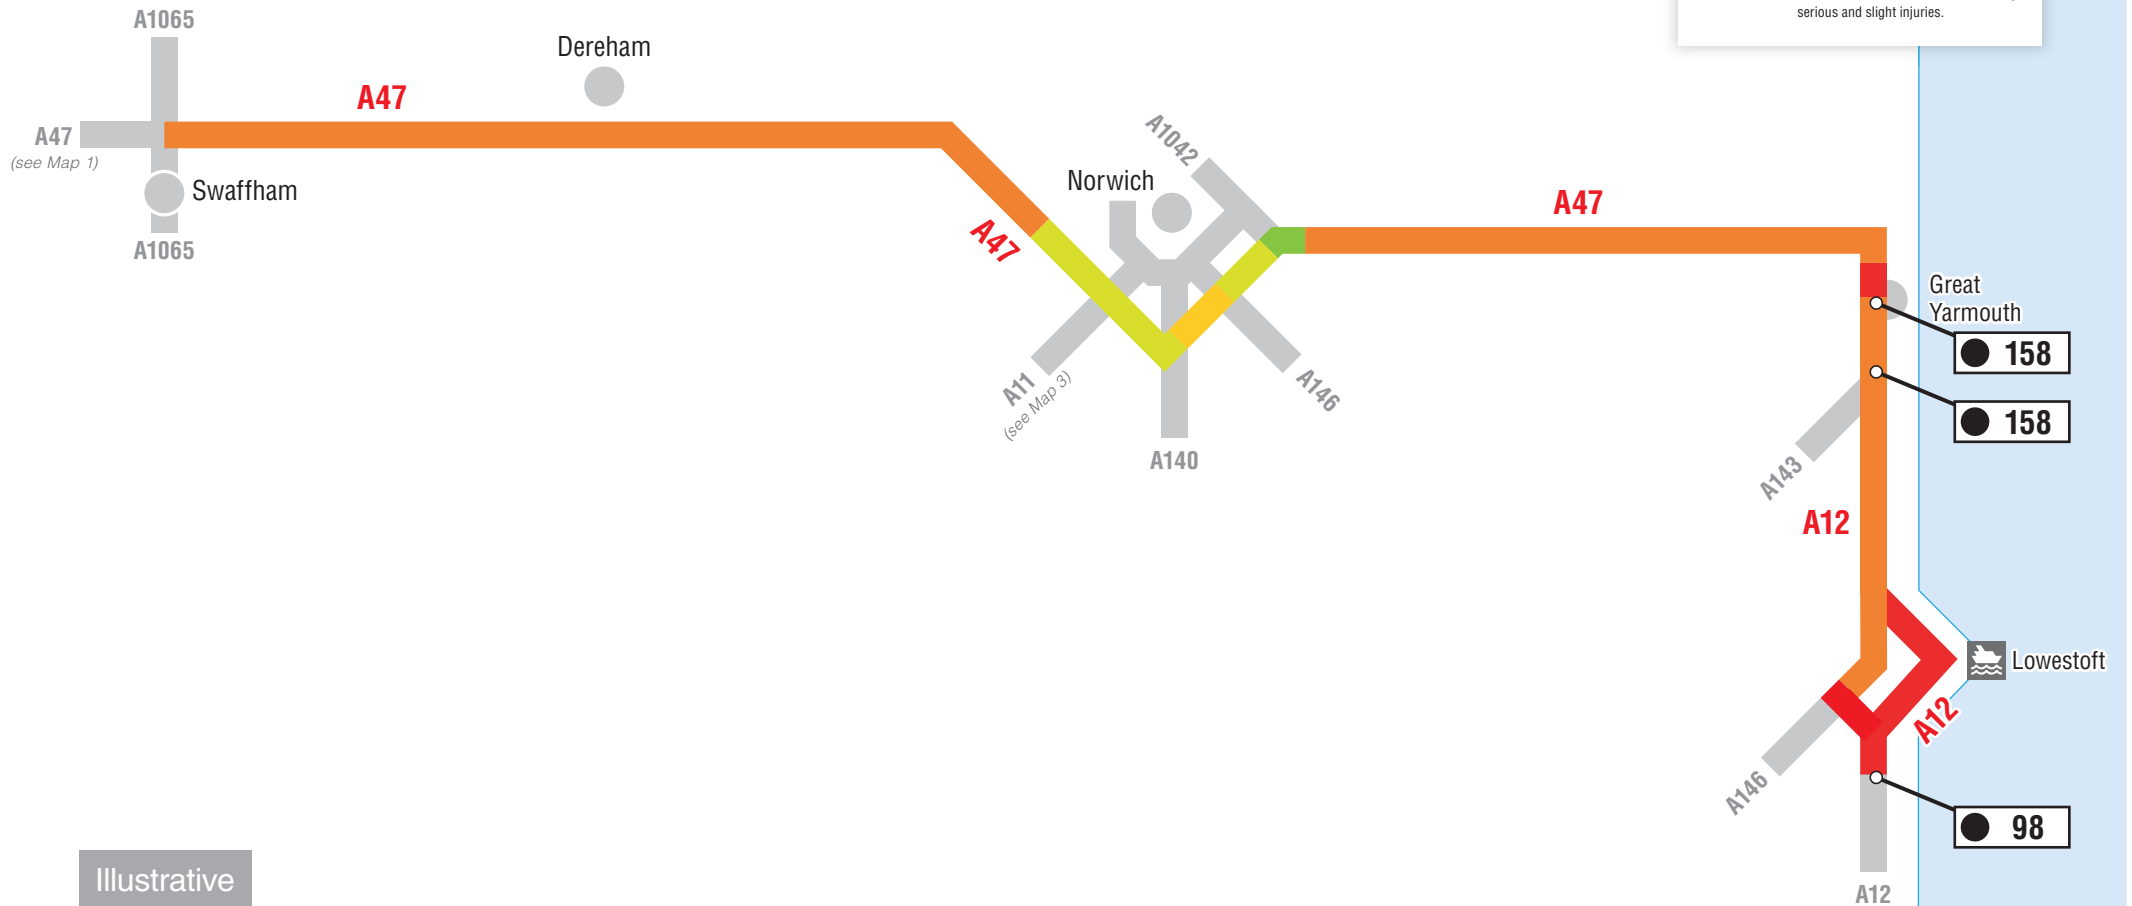 serious and slight injuries.
A1065
Dereham
A47
A47
(see Map 1)
Swaffham
A1065
A1042
Norwich
A47
A47
Great
Yarmouth
158
158
A11
(see Map 3)
A146
A140
A143
A12
Lowestoft
A12
A146
98
Illustrative
A12